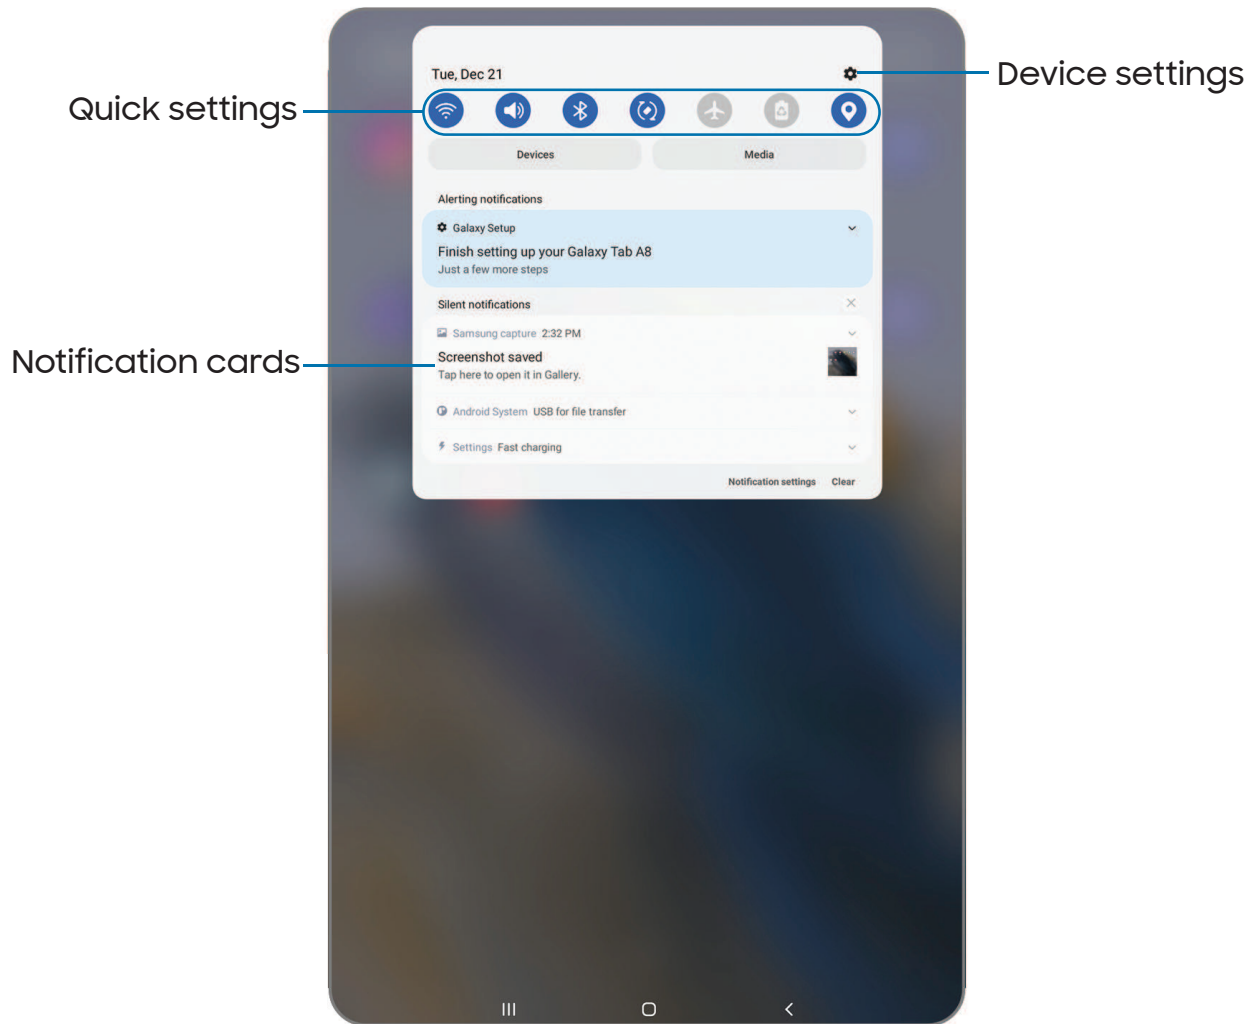 Device settings
Tue, Dec 21
Quick settings
Devices
Media
Alerting notifications
Galaxy Setup
Finish setting up your Galaxy Tab A8
Just a few more steps
Silent notifications
Samsung capture 2:32 PM
Notification cards
Screenshot saved
Tap here to open it in Gallery.
Android System USB for file transfer
Settings Fast charging
Notification settings Clear